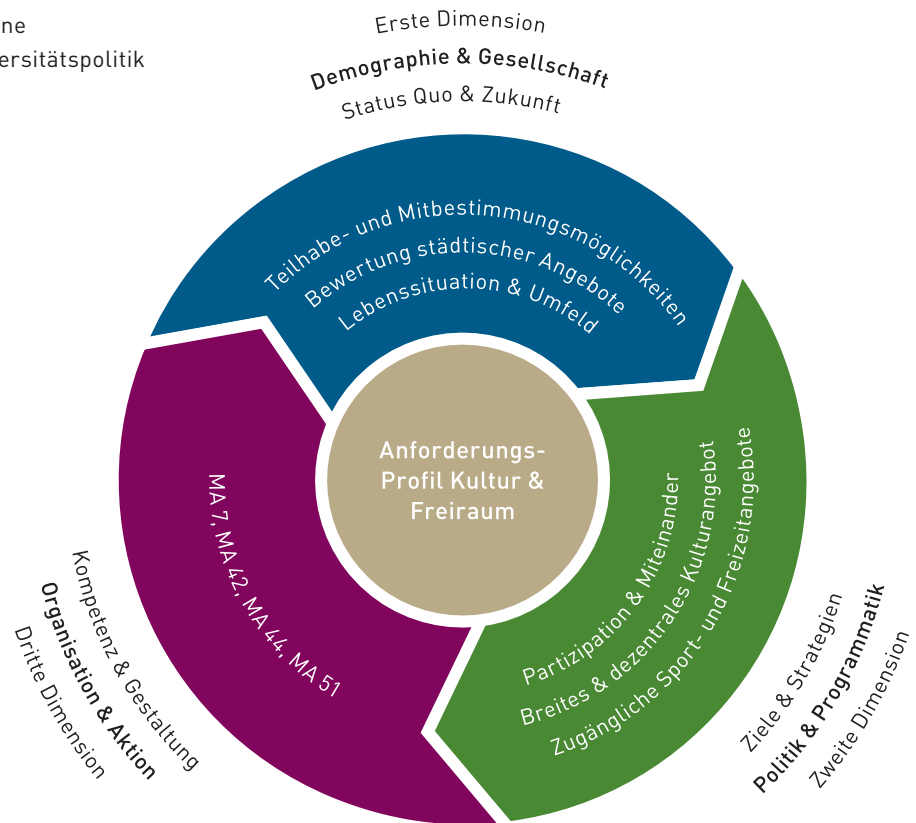 ne
ersitätspolitik
Erste Dimension
Demographie & Gesellschaft
Status Quo & Zukunft
Teilhabe- und Mitbestimmungsmöglichkeiten
Bewertung städtischer Angebote
Lebenssituation & Umfeld
Anforderungs-
Profil Kultur &
Freiraum
Partizipation & Miteinander
Breites & dezentrales Kulturangebot
Zugängliche Sport- und Freizeitangebote
Ziele & Strategien
Politik & Programmatik
Zweite Dimension
MA 7, MA 42, MA 44, MA 51
Kompetenz & Gestaltung
Organisation & Aktion
Dritte Dimension